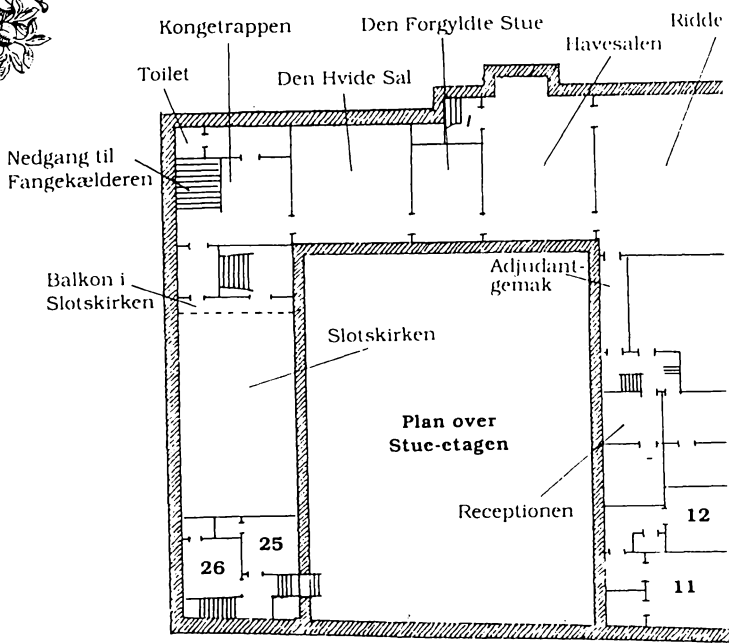 Kongetrappen
Den Forgyldte Stue
Ridde
Havesalen
Toilet
Den Hvide Sal
Nedgang til
Fangekælderen
Balkon i
Slotskirken
Adjudant-
gemak
Slotskirken
Plan over
Stue-etagen
Receptionen
12
25
26
11